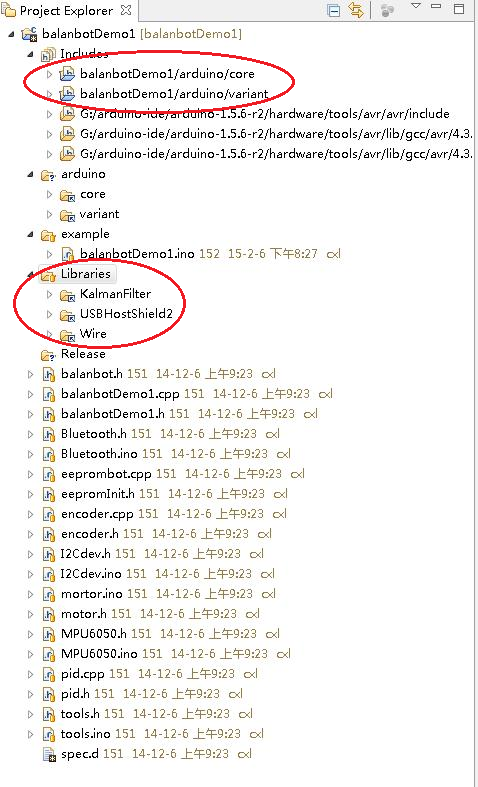 Project Explorer
balanbotDemo1 [balanbotDemo1]
Includes
balanbotDemo1/arduino/core
balanbotDemo1/arduino/variant
G:/arduino-ide/arduino-1.5.6-r2/hardware/tools/avr/avr/include
G:/arduino-ide/arduino-1.5.6-r2/hardware/tools/avr/lib/gcc/avr/4.3.
G:/arduino-ide/arduino-1.5.6-r2/hardware/tools/avr/lib/gcc/avr/4.3.
arduino
core
variant
example
balanbotDemo1.ino 152 15-2-6 下午8:27 cxl
Libraries
KalmanFilter
USBHostShield2
Wire
Release
balanbot.h 151 14-12-6 上午9:23 cxl
balanbotDemo1.cpp 151 14-12-6 上午9:23 cxl
balanbotDemo1.h 151 14-12-6 上午9:23 cxl
Bluetooth.h 151 14-12-6 上午9:23 cxl
Bluetooth.ino 151 14-12-6 上午9:23 cxl
eeprombot.cpp 151 14-12-6 上午9:23 cxl
eepromInit.h 151 14-12-6 上午9:23 cxl
encoder.cpp 151 14-12-6 上午9:23 cxl
encoder.h 151 14-12-6 上午9:23 cxl
I2Cdev.h 151 14-12-6 上午9:23 cxl
I2Cdev.ino 151 14-12-6 上午9:23 cxl
mortor.ino 151 14-12-6 上午9:23 cxl
motor.h 151 14-12-6 上午9:23 cxl
MPU6050.h 151 14-12-6 上午9:23 cxl
MPU6050.ino 151 14-12-6 上午9:23 cxl
pid.cpp 151 14-12-6 上午9:23 cxl
pid.h 151 14-12-6 上午9:23 cxl
tools.h 151 14-12-6 上午9:23 cxl
tools.ino 151 14-12-6 上午9:23 cxl
spec.d 151 14-12-6 上午9:23 cxl